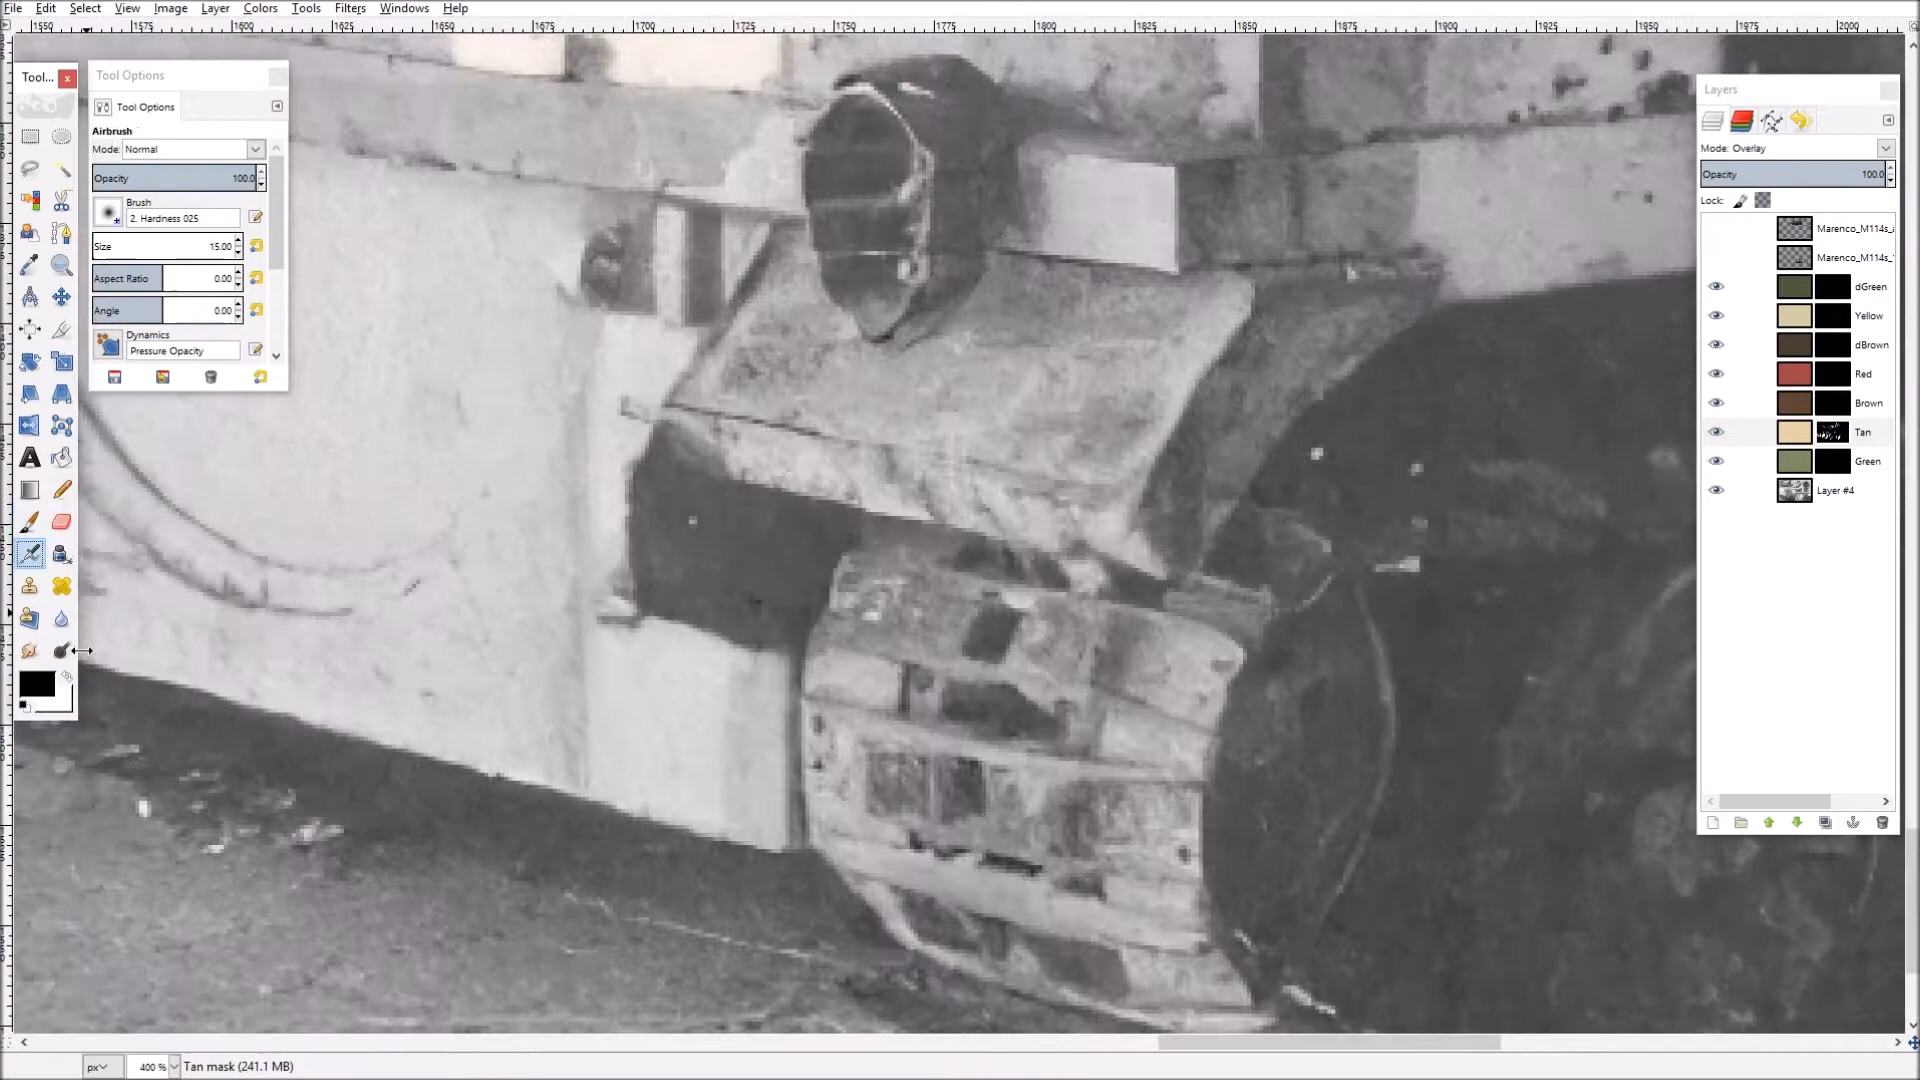 File Edit Select View Image Layer Colors Tools Filters Windows Help
1550 1575 1600 1625 1650 1675 1700 1725 1750 1775 1800 1825 1850 1875 1900 1925 1950 1975 2000
Tool... x
Tool Options
Tool Options
Airbrush
Mode: Normal
Opacity 100.0
Brush
2. Hardness 025
Size 15.00
Aspect Ratio 0.00
Angle 0.00
Dynamics
Pressure Opacity
Layers
Mode: Overlay
Opacity 100.0
Lock:
Marenco_M114s_
Marenco_M114s_
dGreen
Yellow
dBrown
Red
Brown
Tan
Green
Layer #4
px 400 % Tan mask (241.1 MB)